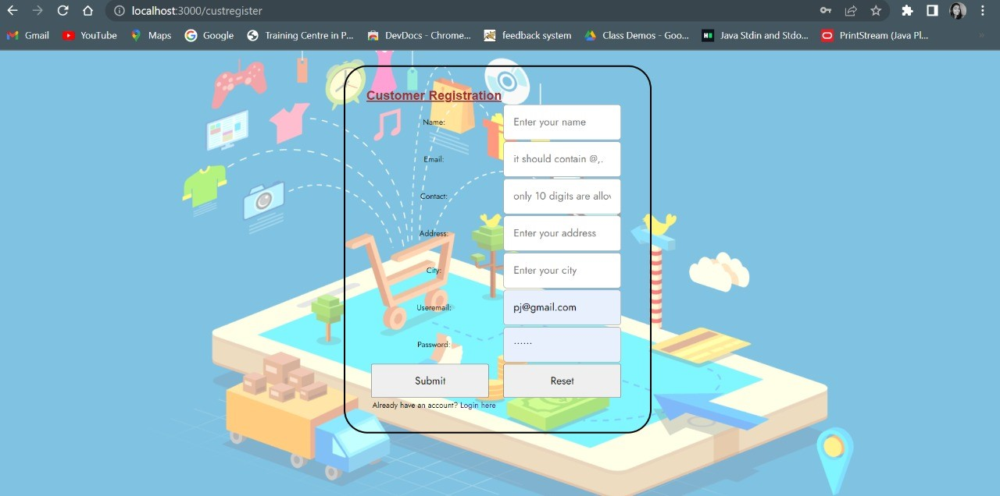 localhost:3000/custregister
Gmail YouTube Maps Google Training Centre in P... DevDocs - Chrome... feedback system Class Demos - Goo... Java Stdin and Stdo... PrintStream (Java Pl...
Customer Registration
Name: Enter your name
Email: it should contain @,.
Contact: only 10 digits are allow
Address: Enter your address
City: Enter your city
Useremail: pj@gmail.com
Password: ······
Submit Reset
Already have an account? Login here